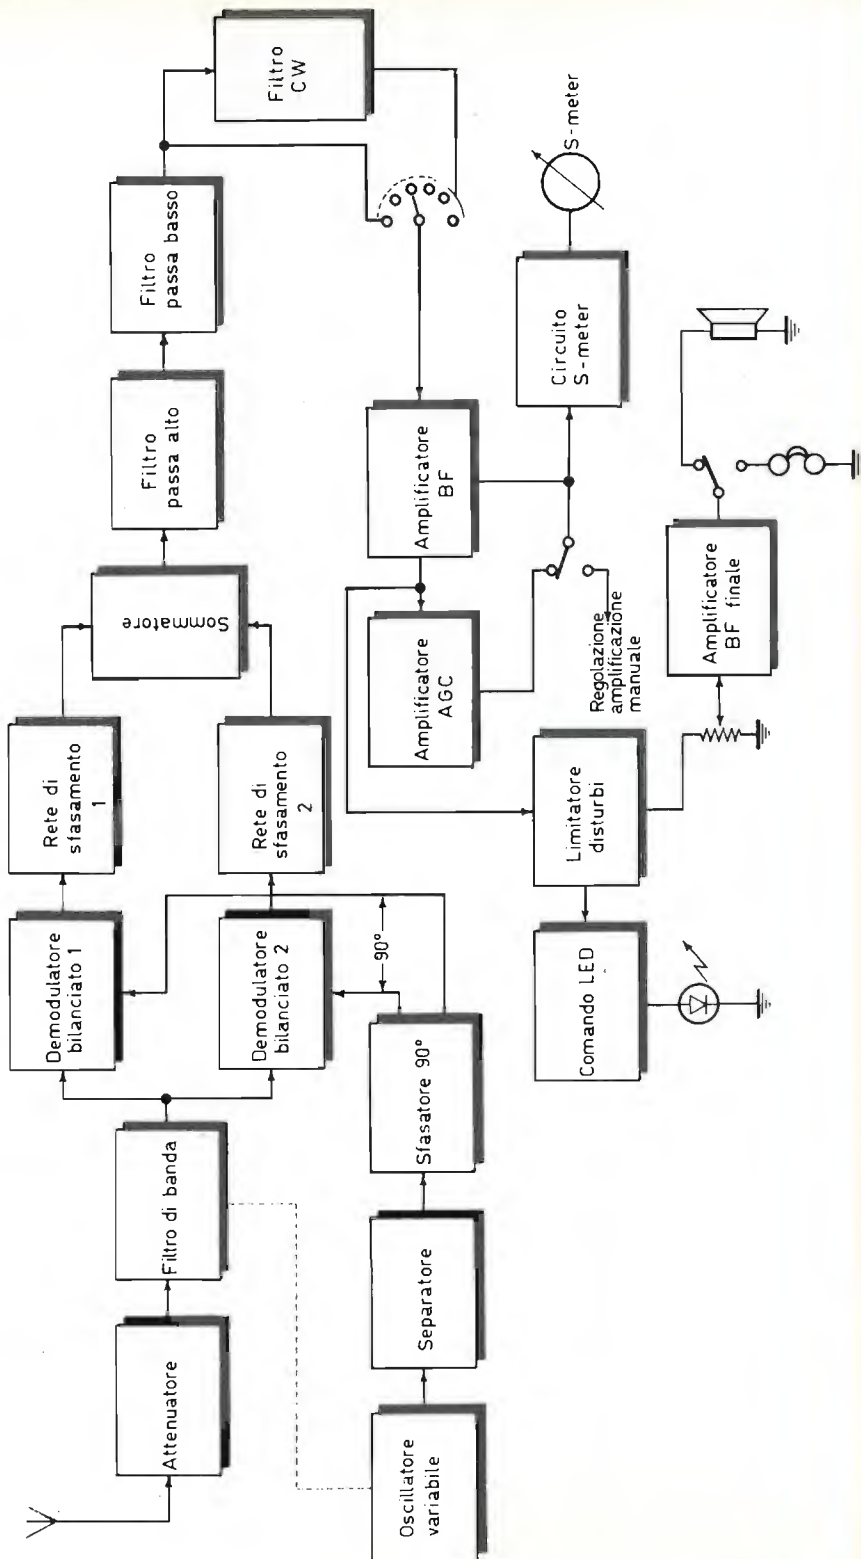 Attenuatore
Filtro di banda
Demodulatore
bilanciato 1
Rete di
sfasamento
1
Demodulatore
bilanciato 2
Rete di
sfasamento
2
Sommatore
Filtro
passa alto
Filtro
passa basso
Filtro
CW
Oscillatore
variabile
Separatore
Sfasatore 90°
90°
Amplificatore
BF
Amplificatore
AGC
Regolazione
amplificazione
manuale
Circuito
S-meter
S-meter
Limitatore
disturbi
Comando LED
Amplificatore
BF finale